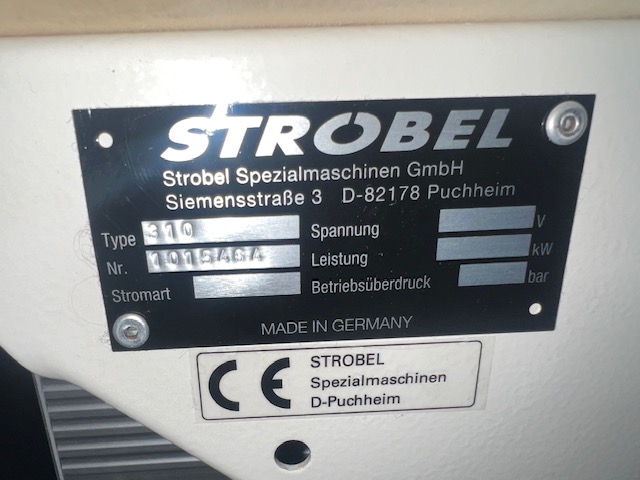 STROBEL
Strobel Spezialmaschinen GmbH
Siemensstraße 3 D-82178 Puchheim
Type 310 Spannung V
Nr. Leistung kW
Stromart Betriebsüberdruck bar
MADE IN GERMANY
CE STROBEL
Spezialmaschinen
D-Puchheim